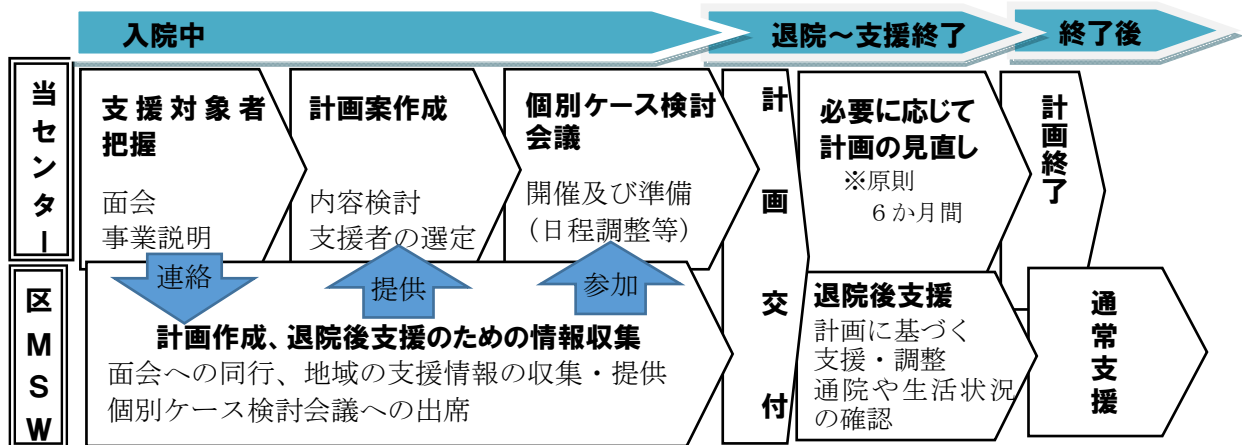 入院中
退院～支援終了
終了後
当センター
支援対象者
把握
面会
事業説明
計画案作成
内容検討
支援者の選定
個別ケース検討
会議
開催及び準備
（日程調整等）
計画交付
必要に応じて
計画の見直し
※原則
６か月間
計画終了
連絡
提供
参加
区MSW
計画作成、退院後支援のための情報収集
面会への同行、地域の支援情報の収集・提供
個別ケース検討会議への出席
退院後支援
計画に基づく
支援・調整
通院や生活状況
の確認
通常支援